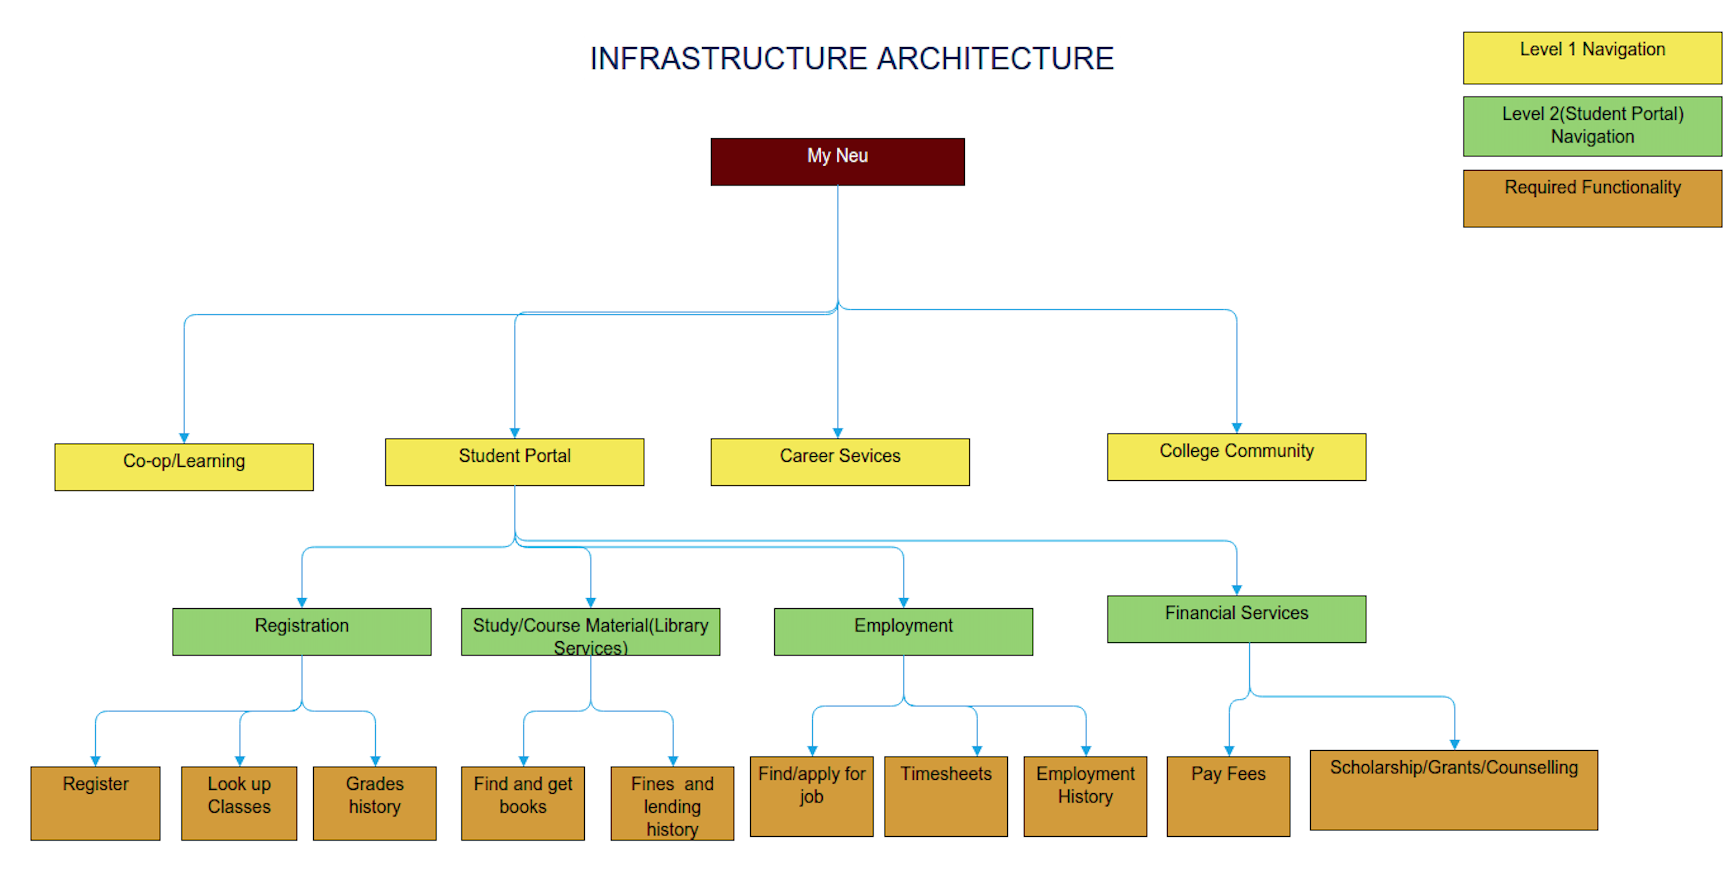 INFRASTRUCTURE ARCHITECTURE
Level 1 Navigation
Level 2(Student Portal)
Navigation
Required Functionality
My Neu
Co-op/Learning
Student Portal
Career Sevices
College Community
Registration
Study/Course Material(Library
Services)
Employment
Financial Services
Register
Look up
Classes
Grades
history
Find and get
books
Fines and
lending
history
Find/apply for
job
Timesheets
Employment
History
Pay Fees
Scholarship/Grants/Counselling